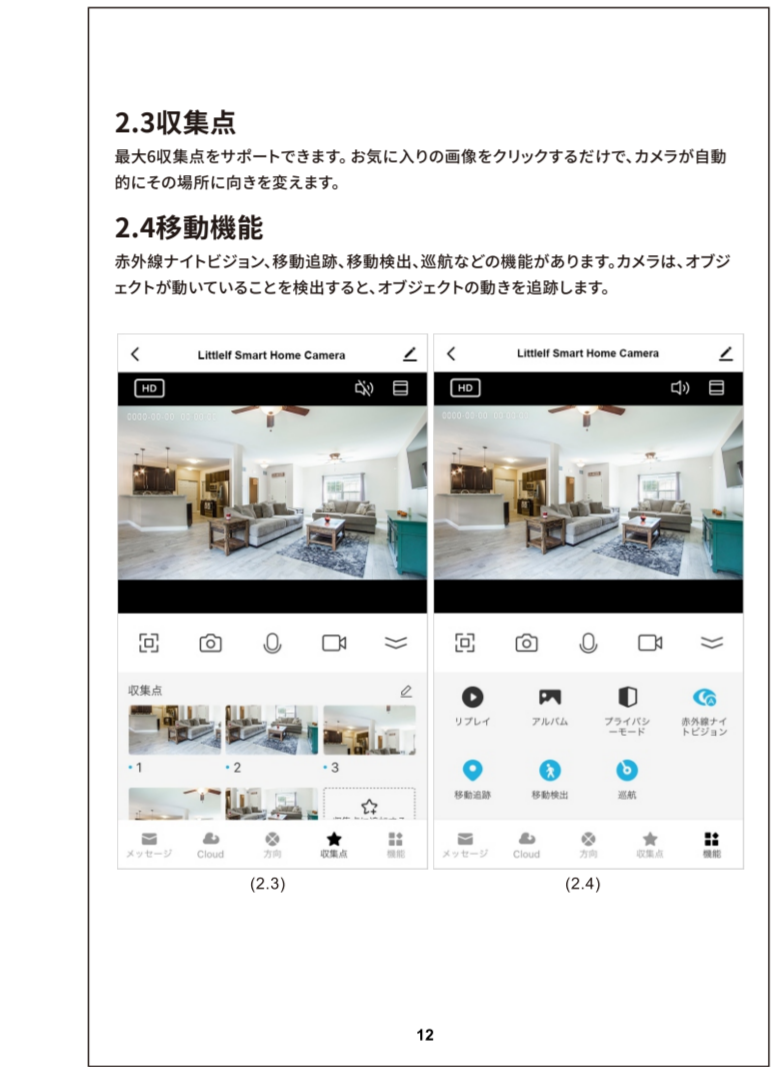 2.3収集点
最大6収集点をサポートできます。お気に入りの画像をクリックするだけで、カメラが自動
的にその場所に向きを変えます。
2.4移動機能
赤外線ナイトビジョン、移動追跡、移動検出、巡航などの機能があります。カメラは、オブジ
ェクトが動いていることを検出すると、オブジェクトの動きを追跡します。
Littlelf Smart Home Camera
HD
収集点
•1
•2
•3
メッセージ
Cloud
方向
収集点
機能
(2.3)
Littlelf Smart Home Camera
HD
リプレイ
アルバム
プライバシ
ーモード
赤外線ナイ
トビジョン
移動追跡
移動検出
巡航
メッセージ
Cloud
方向
収集点
機能
(2.4)
12